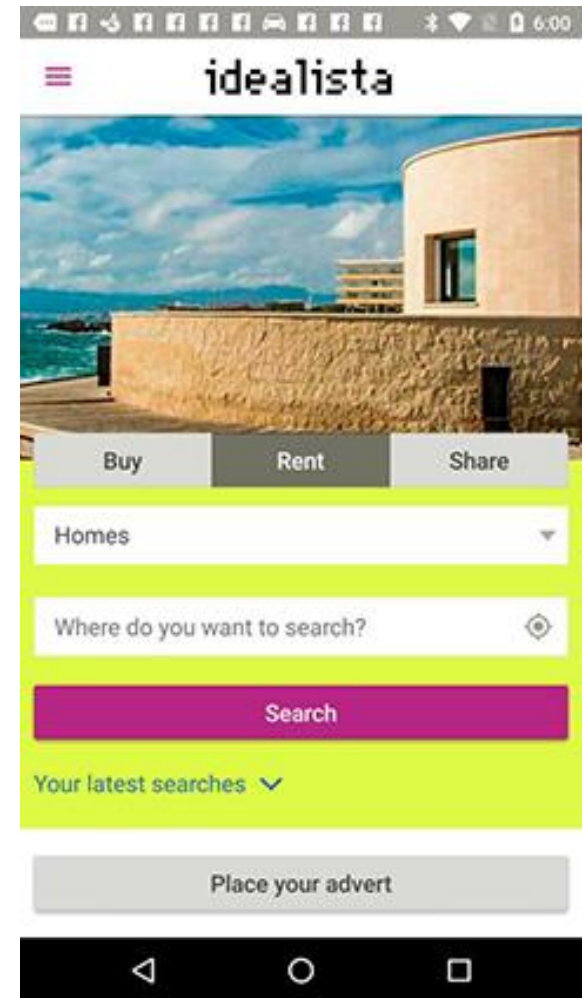 6:00
idealista
Buy Rent Share
Homes
Where do you want to search?
Search
Your latest searches
Place your advert